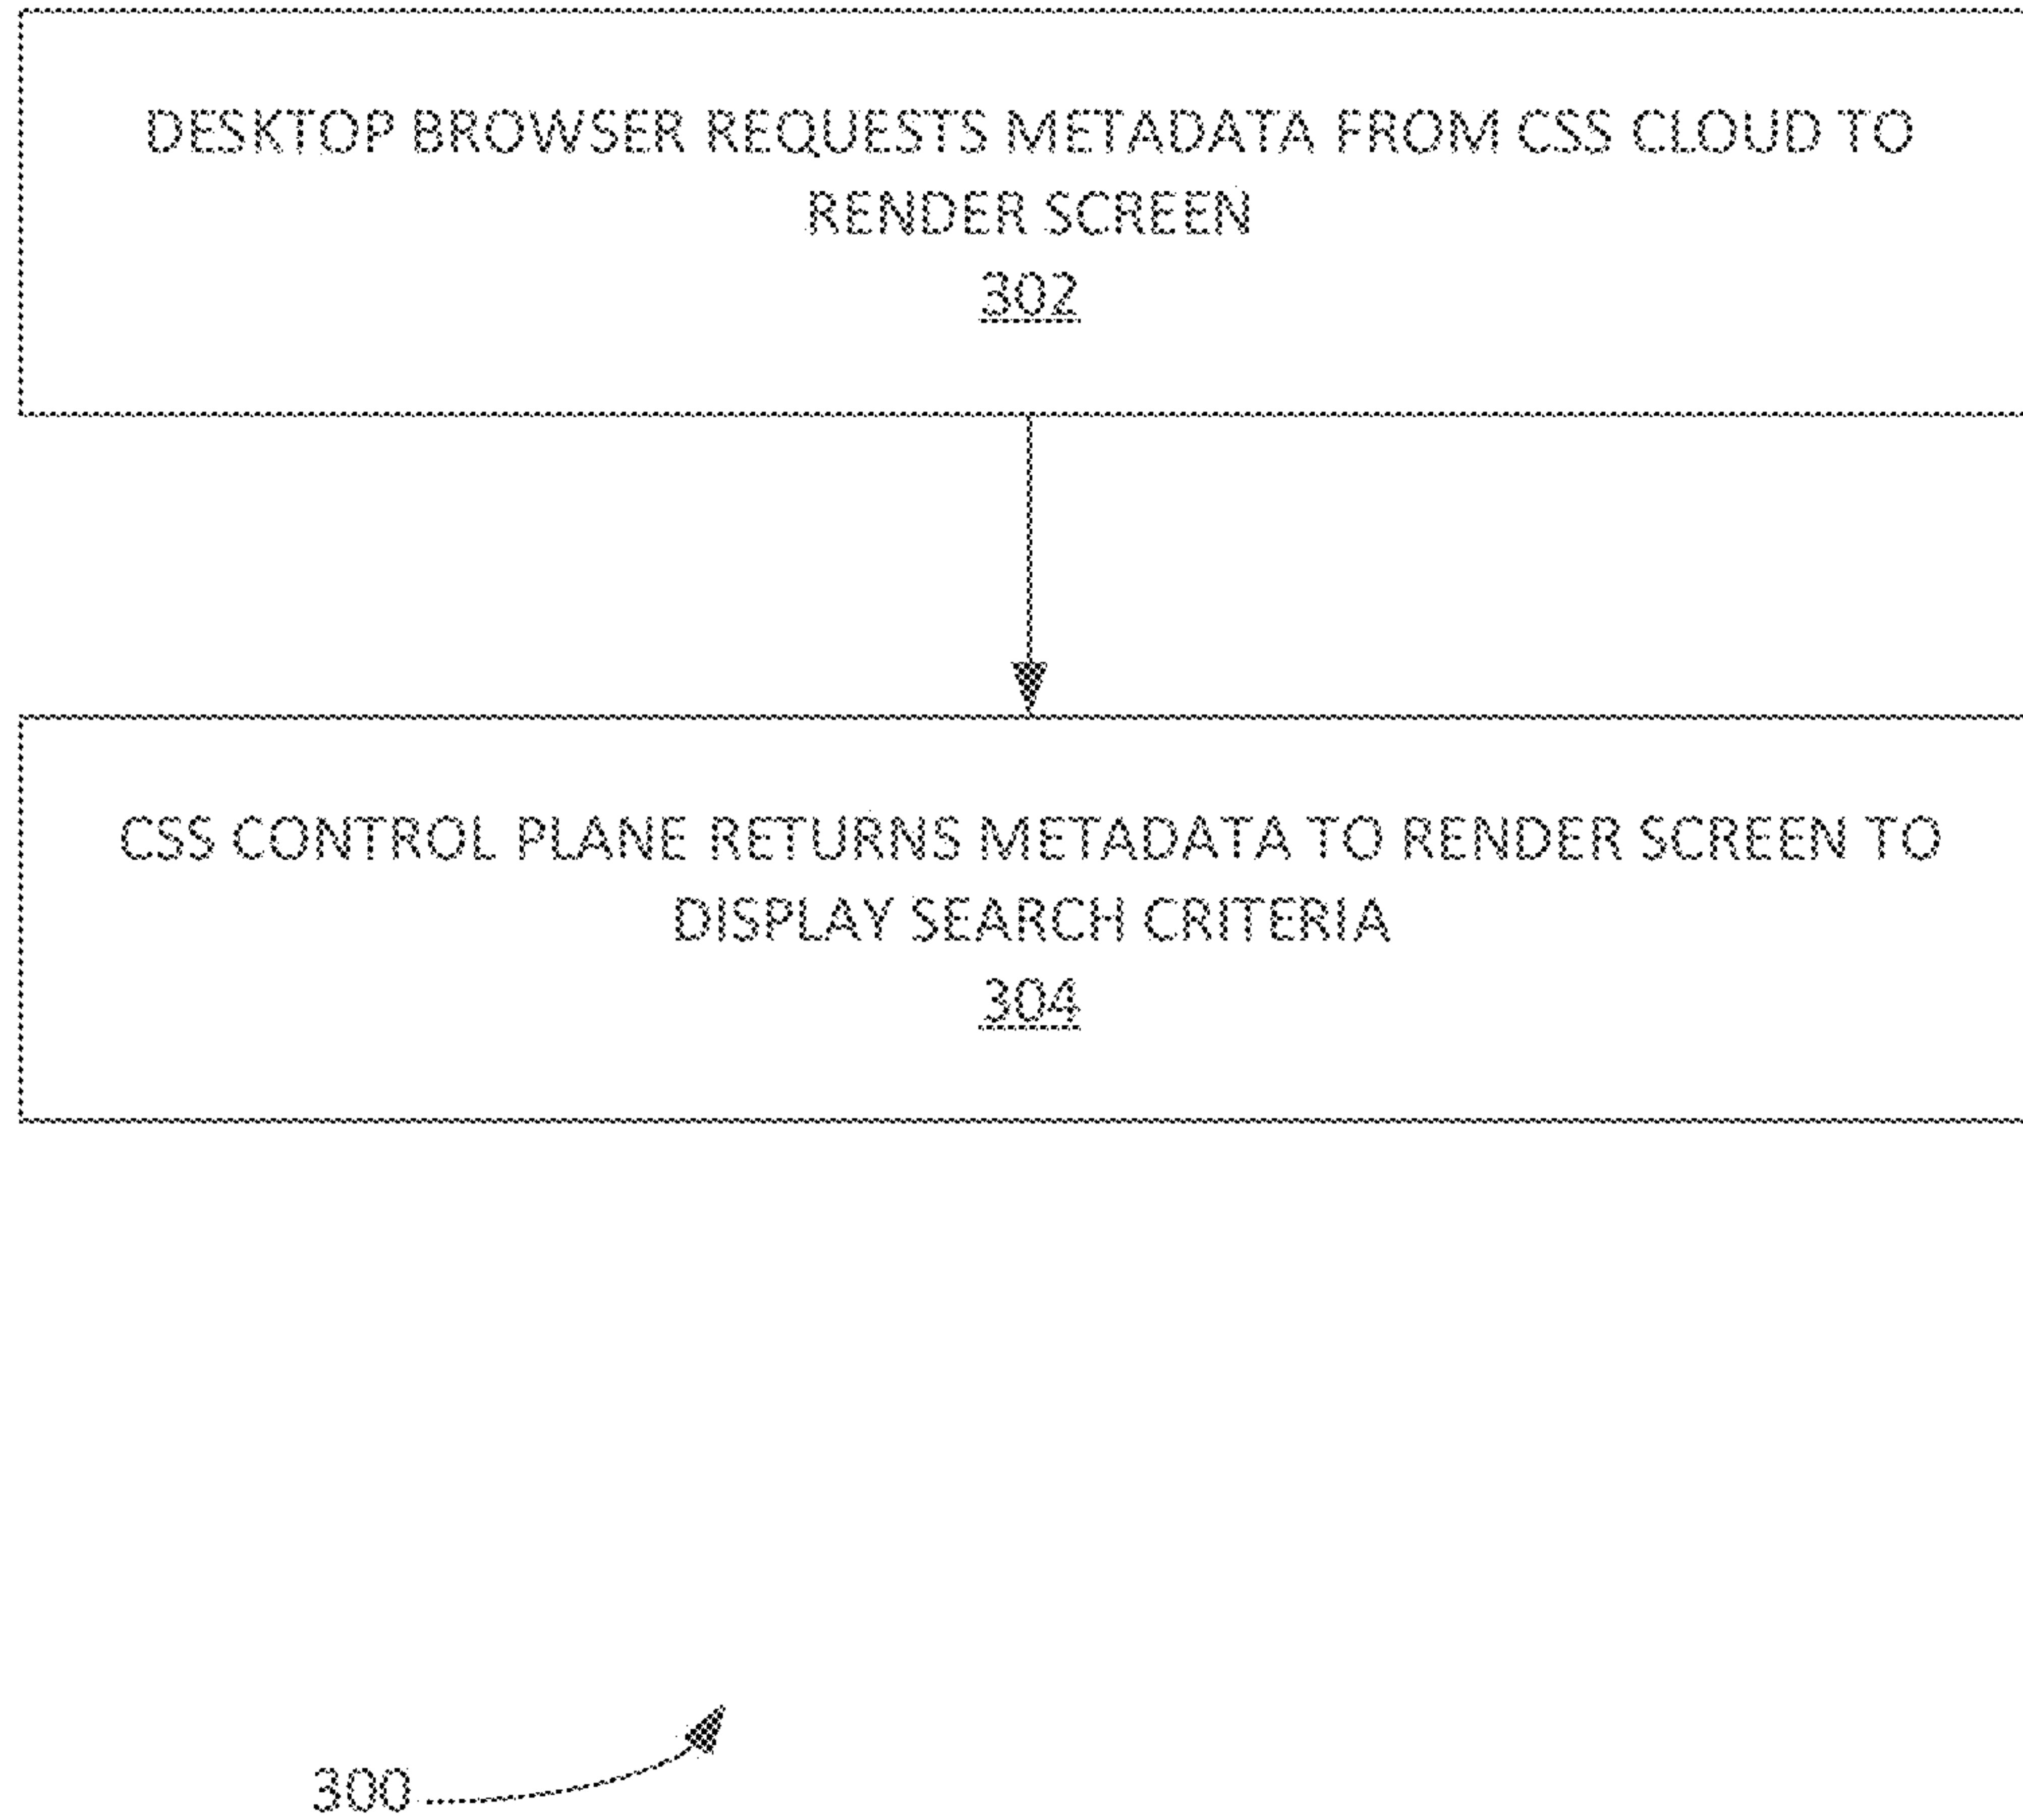 DESKTOP BROWSER REQUESTS METADATA FROM CSS CLOUD TO
RENDER SCREEN
302
CSS CONTROL PLANE RETURNS METADATA TO RENDER SCREEN TO
DISPLAY SEARCH CRITERIA
304
300